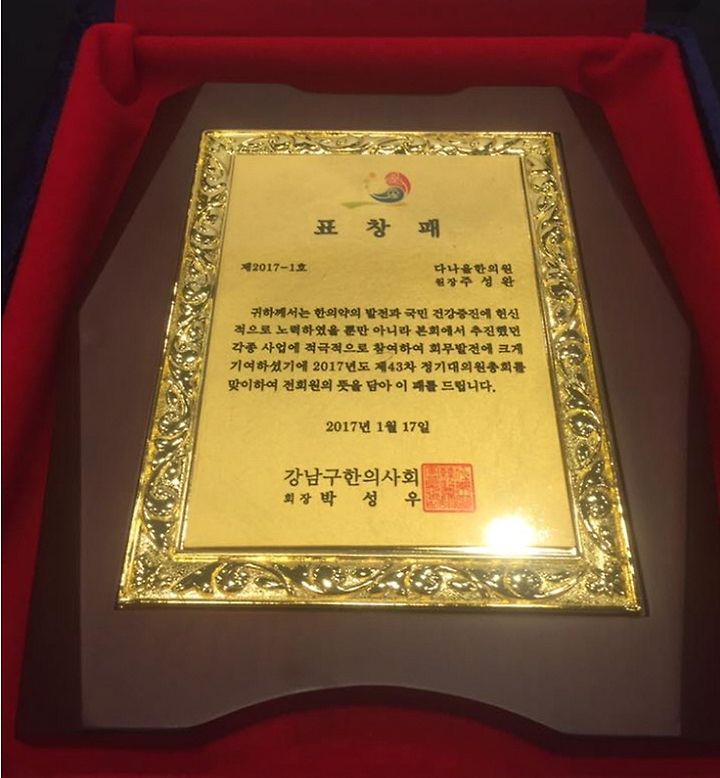 표창패
제2017-1호
다나을한의원
원장 주성완
귀하께서는 한의약의 발전과 국민 건강증진에 헌신
적으로 노력하였을 뿐만 아니라 본회에서 추진했던
각종 사업에 적극적으로 참여하여 회무발전에 크게
기여하셨기에 2017년도 제43차 정기대의원총회를
맞이하여 전회원의 뜻을 담아 이 패를 드립니다.
2017년 1월 17일
강남구한의사회
회장 박성우